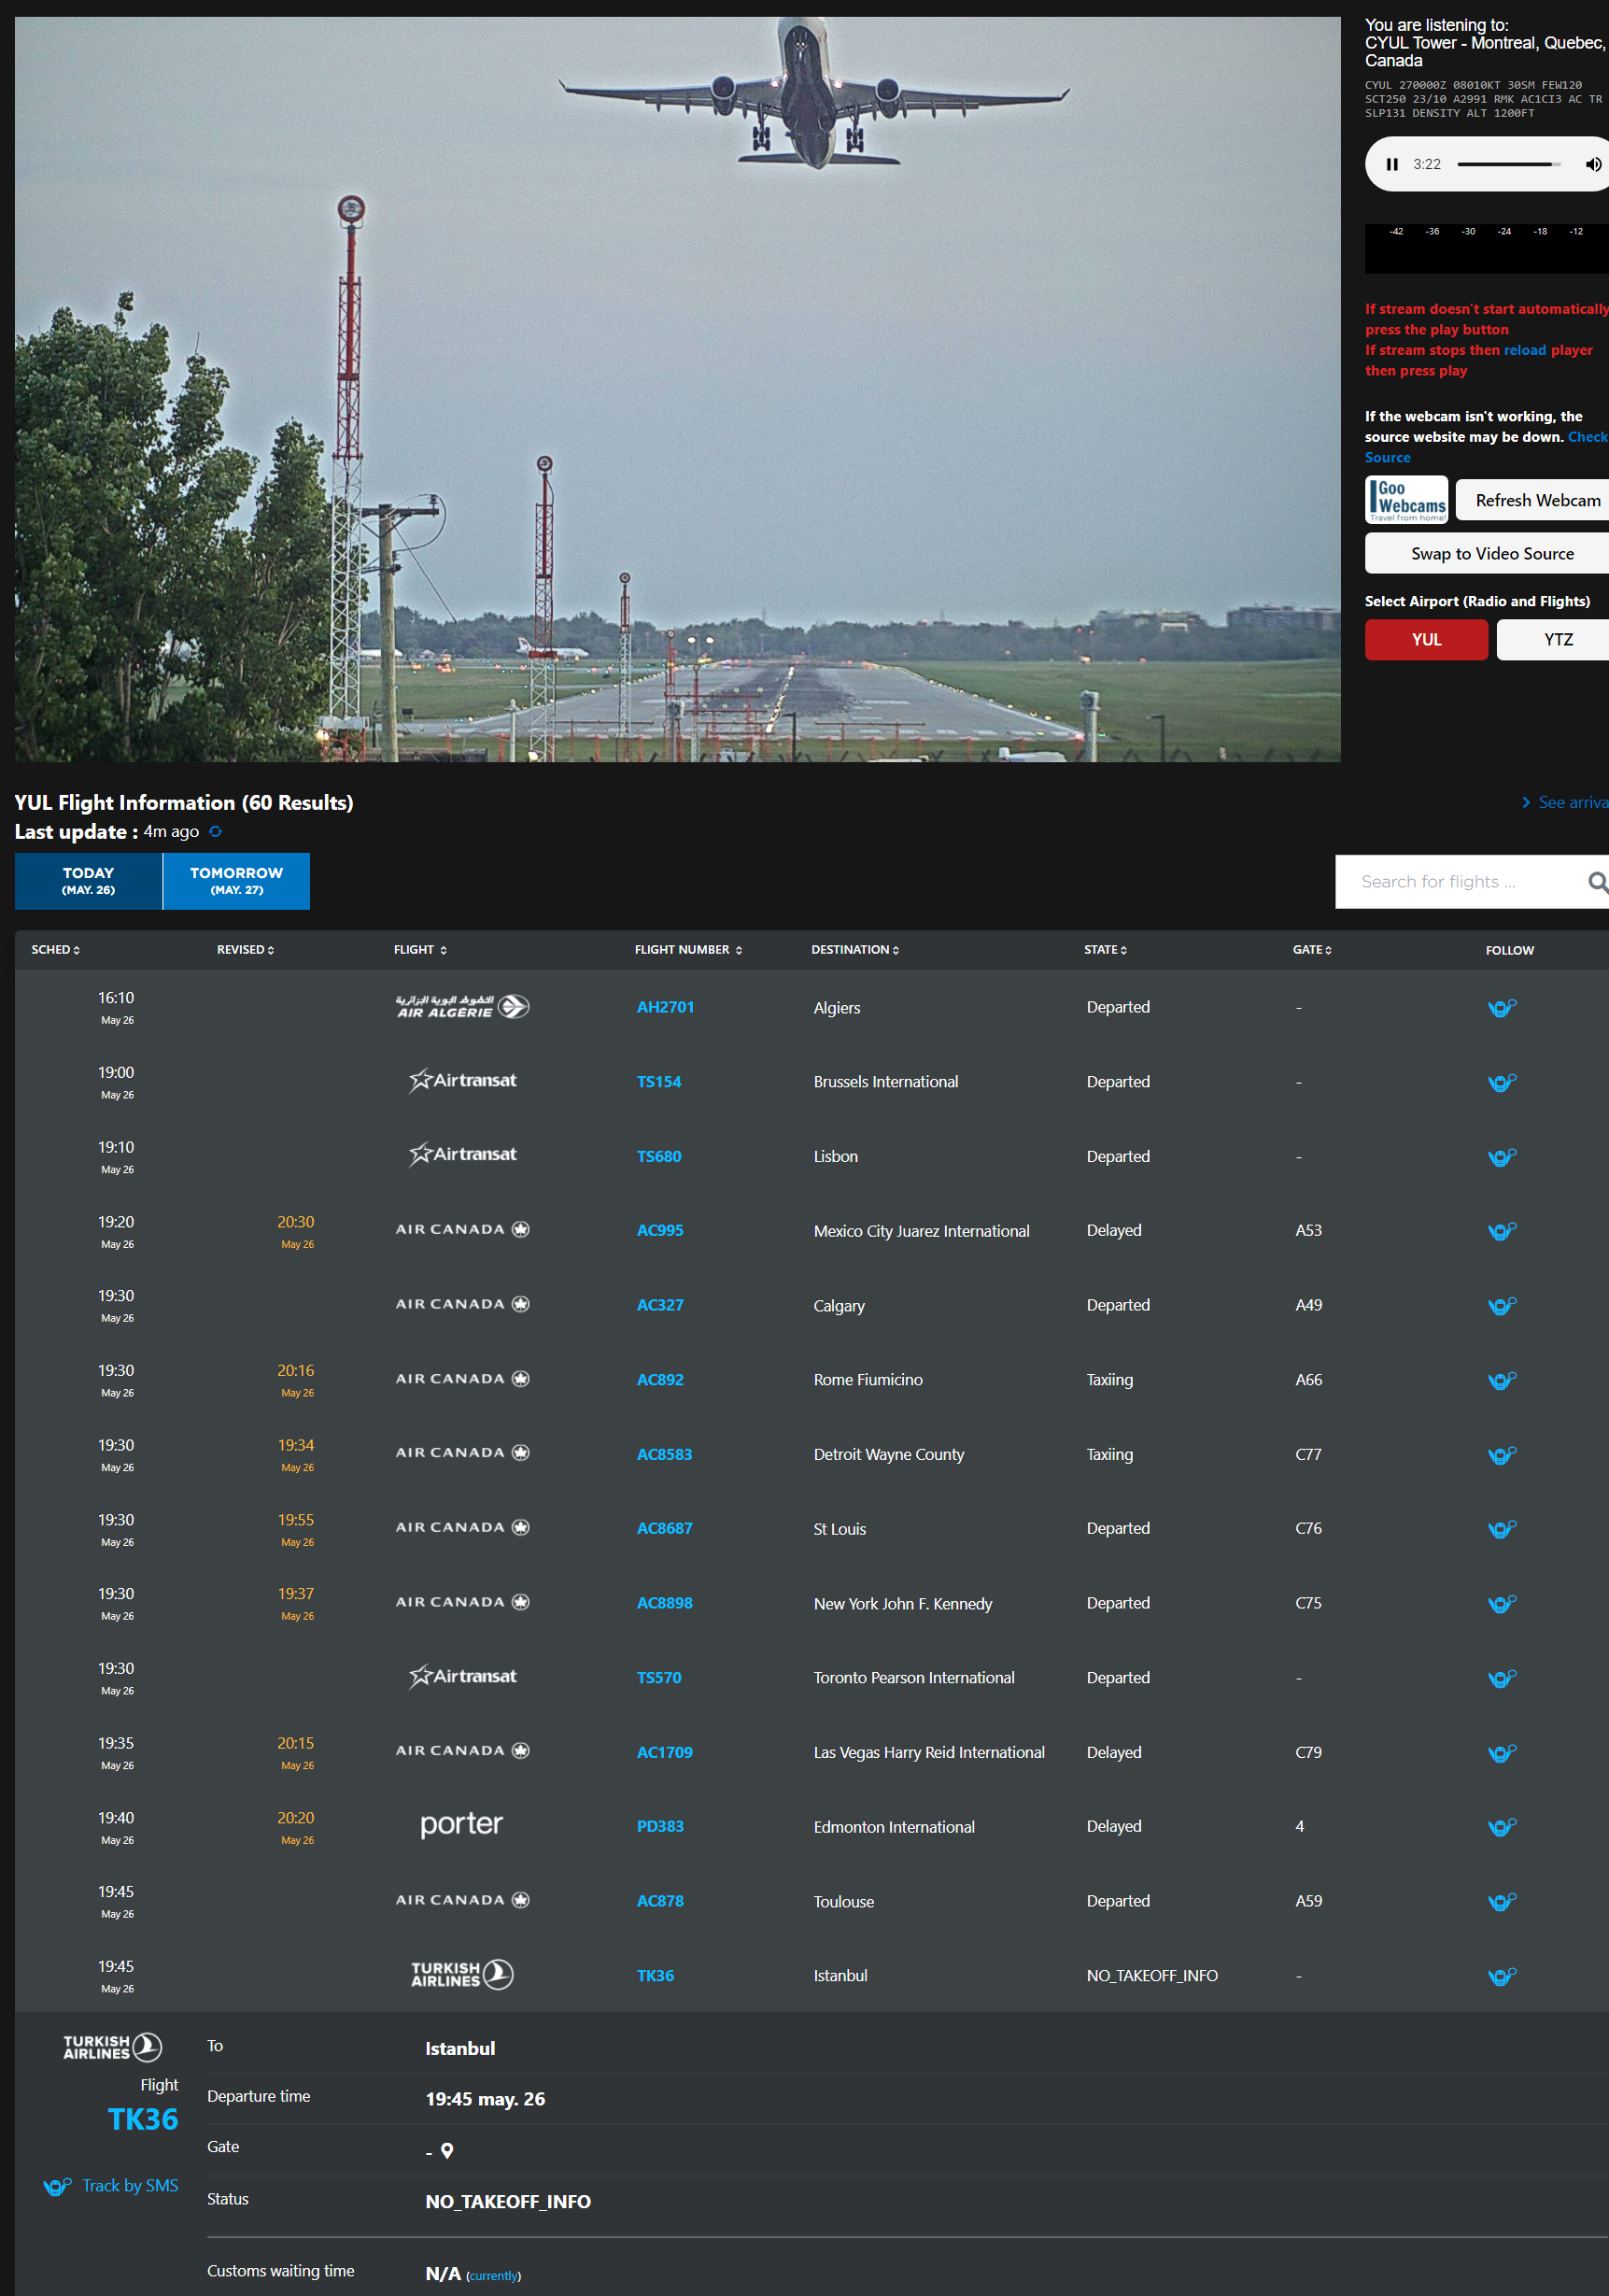 You are listening to:
CYUL Tower - Montreal, Quebec,
Canada
CYUL 270000Z 08010KT 30SM FEW120
SCT250 23/10 A2991 RMK AC1CI3 AC TR
SLP131 DENSITY ALT 1200FT
3:22
-42 -36 -30 -24 -18 -12
If stream doesn't start automatically
press the play button
If stream stops then reload player
then press play
If the webcam isn't working, the
source website may be down. Check
Source
Goo
Webcams
Travel from home!
Refresh Webcam
Swap to Video Source
Select Airport (Radio and Flights)
YUL YTZ
YUL Flight Information (60 Results)
See arriva
Last update : 4m ago
TODAY
(MAY. 26)
TOMORROW
(MAY. 27)
Search for flights ...
SCHED REVISED FLIGHT FLIGHT NUMBER DESTINATION STATE GATE FOLLOW
16:10
May 26
الخطوط الجوية الجزائرية
AIR ALGÉRIE
AH2701 Algiers Departed -
19:00
May 26
Airtransat TS154 Brussels International Departed -
19:10
May 26
Airtransat TS680 Lisbon Departed -
19:20 20:30
May 26 May 26
AIR CANADA AC995 Mexico City Juarez International Delayed A53
19:30
May 26
AIR CANADA AC327 Calgary Departed A49
19:30 20:16
May 26 May 26
AIR CANADA AC892 Rome Fiumicino Taxiing A66
19:30 19:34
May 26 May 26
AIR CANADA AC8583 Detroit Wayne County Taxiing C77
19:30 19:55
May 26 May 26
AIR CANADA AC8687 St Louis Departed C76
19:30 19:37
May 26 May 26
AIR CANADA AC8898 New York John F. Kennedy Departed C75
19:30
May 26
Airtransat TS570 Toronto Pearson International Departed -
19:35 20:15
May 26 May 26
AIR CANADA AC1709 Las Vegas Harry Reid International Delayed C79
19:40 20:20
May 26 May 26
porter PD383 Edmonton International Delayed 4
19:45
May 26
AIR CANADA AC878 Toulouse Departed A59
19:45
May 26
TURKISH
AIRLINES
TK36 Istanbul NO_TAKEOFF_INFO -
TURKISH
AIRLINES
Flight
TK36
Track by SMS
To Istanbul
Departure time 19:45 may. 26
Gate -
Status NO_TAKEOFF_INFO
Customs waiting time N/A (currently)